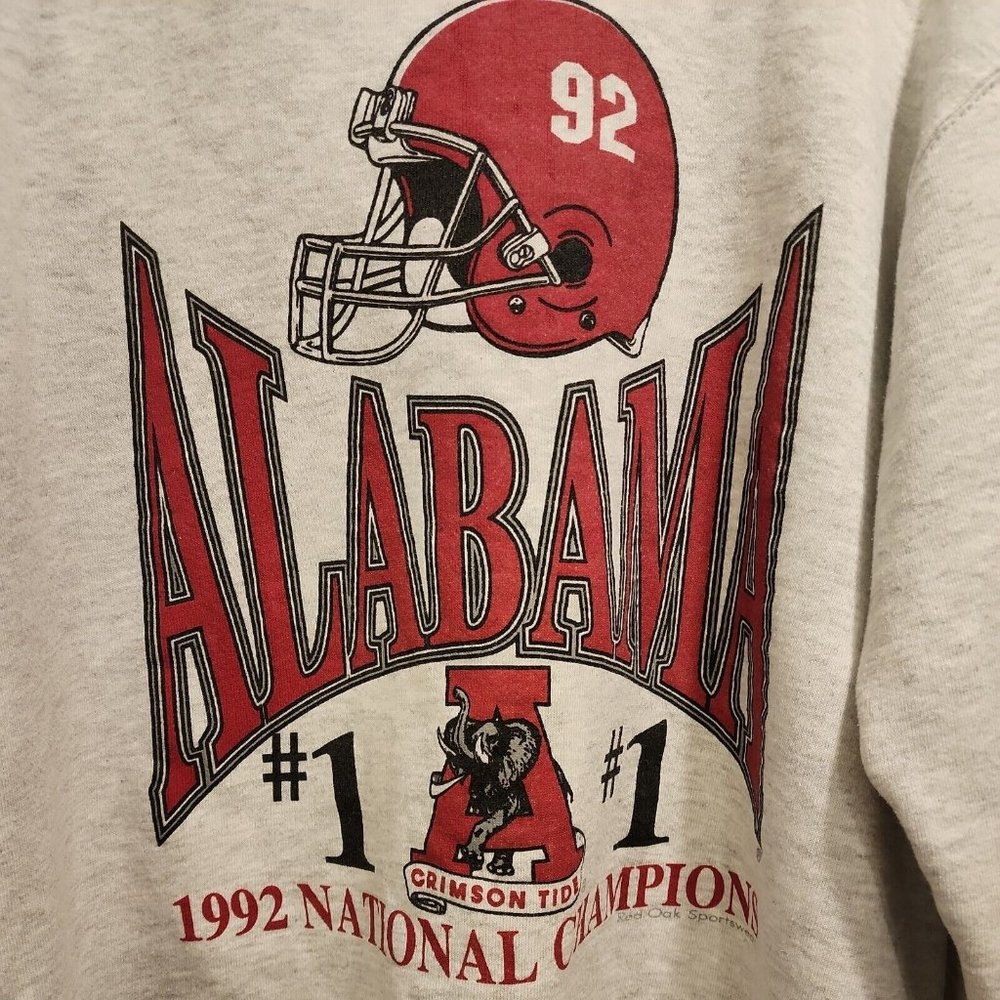 92
ALABAMA
#1 #1
CRIMSON TIDE
1992 NATIONAL CHAMPIONS
Red Oak Sportswear